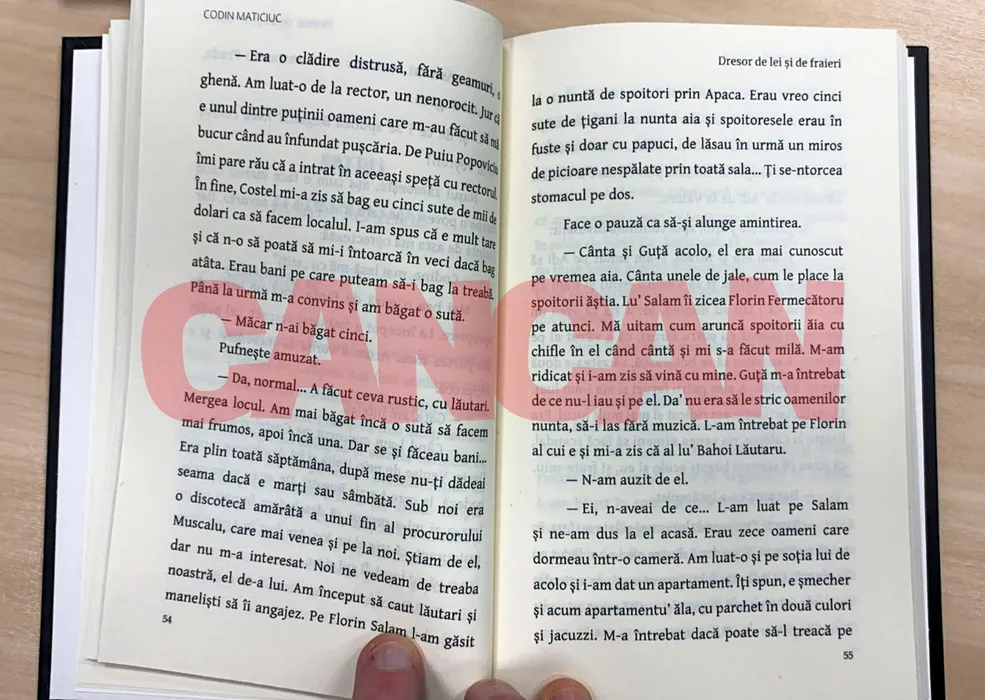 CODIN MATICIUC
— Era o clădire distrusă, fără geamuri,
ghenă. Am luat-o de la rector, un nenorocit. Jur că
e unul dintre puținii oameni care m-au făcut să mă
bucur când au înfundat pușcăria. De Puiu Popoviciu
îmi pare rău că a intrat în aceeași speță cu rectorul.
În fine, Costel mi-a zis să bag eu cinci sute de mii de
dolari ca să facem localul. I-am spus că e mult tare
și că n-o să poată să mi-i întoarcă în veci dacă bag
atâta. Erau bani pe care puteam să-i bag la treabă.
Până la urmă m-a convins și am băgat o sută.
— Măcar n-ai băgat cinci.
Pufnește amuzat.
— Da, normal... A făcut ceva rustic, cu lăutari.
Mergea locul. Am mai băgat încă o sută să facem
mai frumos, apoi încă una. Dar se și făceau bani...
Era plin toată săptămâna, după mese nu-ți dădeai
seama dacă e marți sau sâmbătă. Sub noi era
o discotecă amărâtă a unui fin al procurorului
Muscalu, care mai venea și pe la noi. Știam de el,
dar nu m-a interesat. Noi ne vedeam de treaba
noastră, el de-a lui. Am început să caut lăutari și
maneliști să îi angajez. Pe Florin Salam l-am găsit
54
Dresor de lei și de fraieri
la o nuntă de spoitori prin Apaca. Erau vreo cinci
sute de țigani la nunta aia și spoitoresele erau în
fuste și doar cu papuci, de lăsau în urmă un miros
de picioare nespălate prin toată sala... Ți se-ntorcea
stomacul pe dos.
Face o pauză ca să-și alunge amintirea.
— Cânta și Guță acolo, el era mai cunoscut
pe vremea aia. Cânta unele de jale, cum le place la
spoitorii ăștia. Lu' Salam îi zicea Florin Fermecătoru
pe atunci. Mă uitam cum aruncă spoitorii ăia cu
chifle în el când cântă și mi s-a făcut milă. M-am
ridicat și i-am zis să vină cu mine. Guță m-a întrebat
de ce nu-l iau și pe el. Da' nu era să le stric oamenilor
nunta, să-i las fără muzică. L-am întrebat pe Florin
al cui e și mi-a zis că al lu' Bahoi Lăutaru.
— N-am auzit de el.
— Ei, n-aveai de ce... L-am luat pe Salam
și ne-am dus la el acasă. Erau zece oameni care
dormeau într-o cameră. Am luat-o și pe soția lui de
acolo și i-am dat un apartament. Îți spun, e șmecher
și acum apartamentu' ăla, cu parchet în două culori
și jacuzzi. M-a întrebat dacă poate să-l treacă pe
55
CANCAN